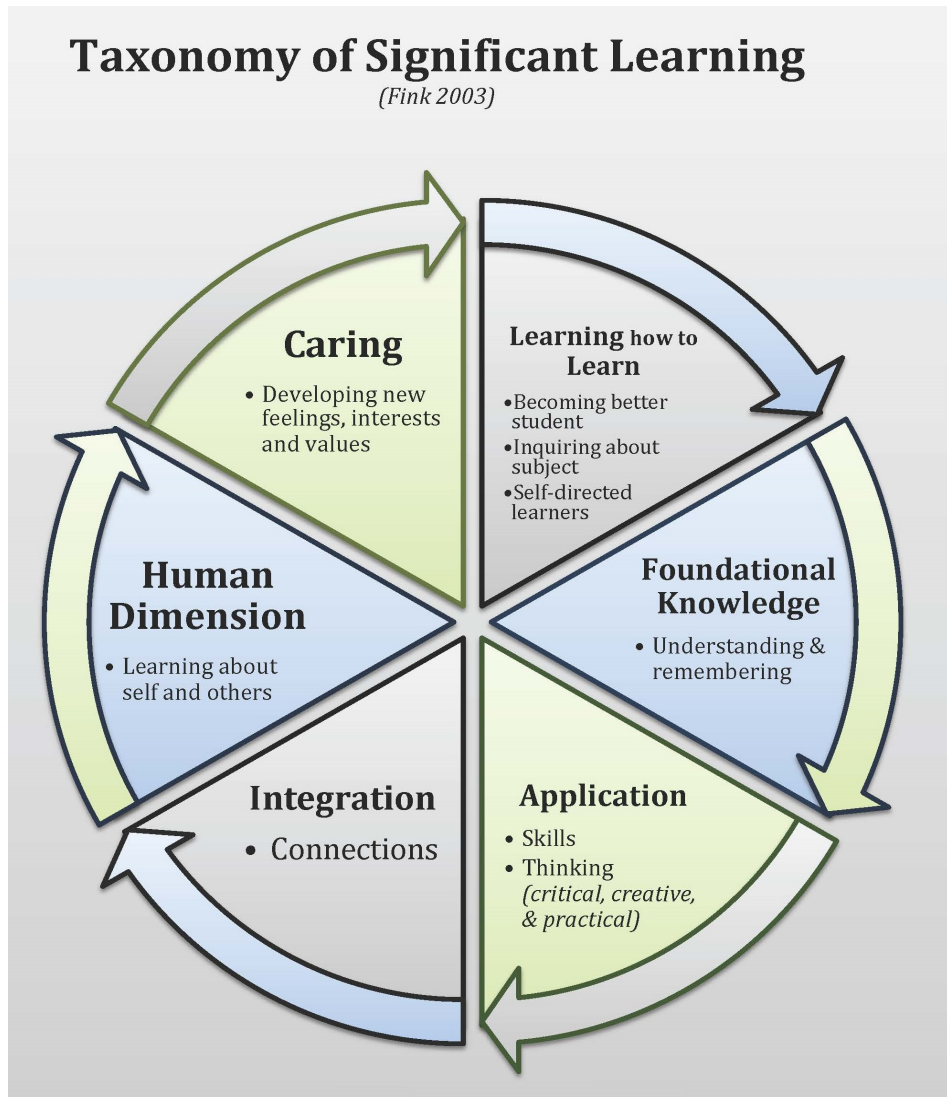 Taxonomy of Significant Learning
(Fink 2003)
Caring
• Developing new
feelings, interests
and values
Learning how to
Learn
•Becoming better
student
•Inquiring about
subject
•Self-directed
learners
Human
Dimension
• Learning about
self and others
Foundational
Knowledge
• Understanding &
remembering
Integration
• Connections
Application
• Skills
• Thinking
(critical, creative,
& practical)